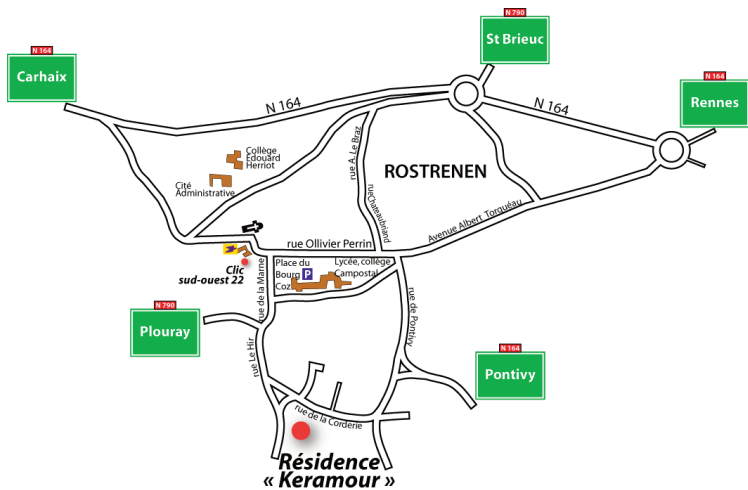 N 790
St Brieuc
N 164
Carhaix
N 164
Rennes
N 164
N 164
Collège
Edouard
Herriot
Cité
Administrative
rue A. Le Braz
ROSTRENEN
rueChateaubriand
Avenue Albert Torquéau
rue Ollivier Perrin
Clic
sud-ouest 22
rue de la Marne
Place du
Bourg
Coz
P
Lycée, collège
Campostal
N 790
Plouray
rue de Pontivy
rue Le Hir
N 164
Pontivy
rue de la Corderie
Résidence
« Keramour »